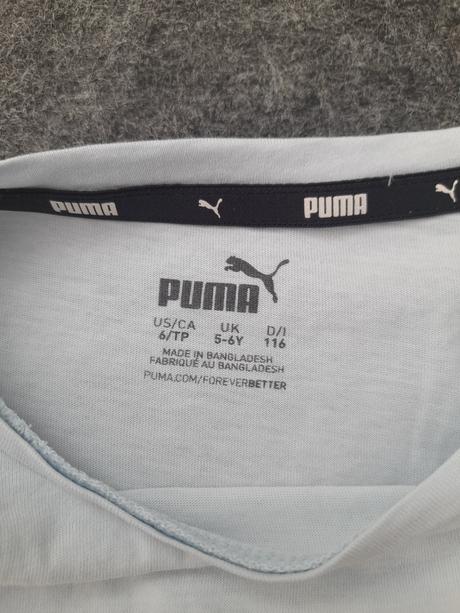 PUMA PUMA
PUMA
US/CA UK D/I
6/TP 5-6Y 116
MADE IN BANGLADESH
FABRIQUÉ AU BANGLADESH
PUMA.COM/FOREVERBETTER